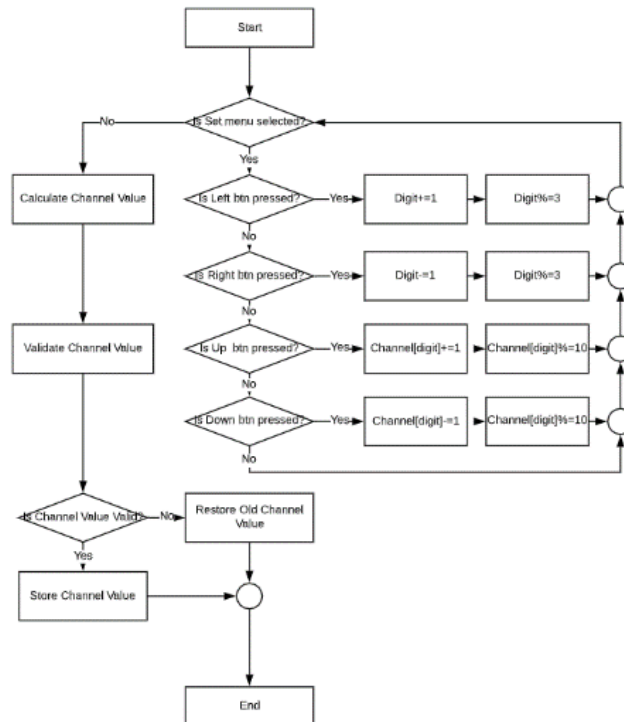 Start
Is Set menu selected?
No
Yes
Calculate Channel Value
Is Left btn pressed?
Yes
Digit+=1
Digit%=3
No
Is Right btn pressed?
Yes
Digit-=1
Digit%=3
No
Validate Channel Value
Is Up btn pressed?
Yes
Channel[digit]+=1
Channel[digit]%=10
No
Is Down btn pressed?
Yes
Channel[digit]-=1
Channel[digit]%=10
No
Is Channel Value Valid?
No
Restore Old Channel
Value
Yes
Store Channel Value
End